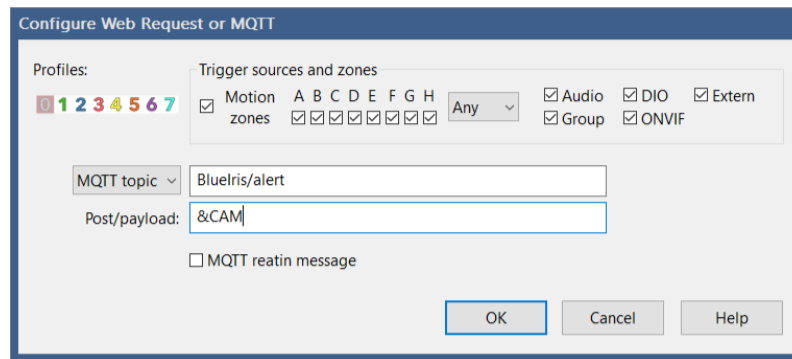 Configure Web Request or MQTT
Profiles:
0 1 2 3 4 5 6 7
Trigger sources and zones
Motion zones
A B C D E F G H
Any
Audio DIO Extern
Group ONVIF
MQTT topic BlueIris/alert
Post/payload: &CAM
MQTT reatin message
OK Cancel Help